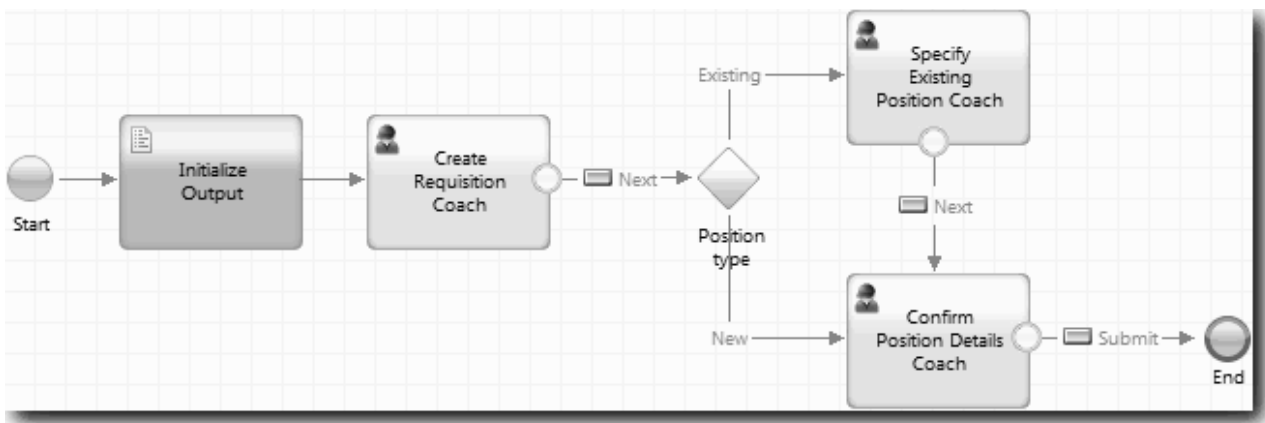 Start
Initialize
Output
Create
Requisition
Coach
Next
Position
type
Existing
Specify
Existing
Position Coach
Next
New
Confirm
Position Details
Coach
Submit
End